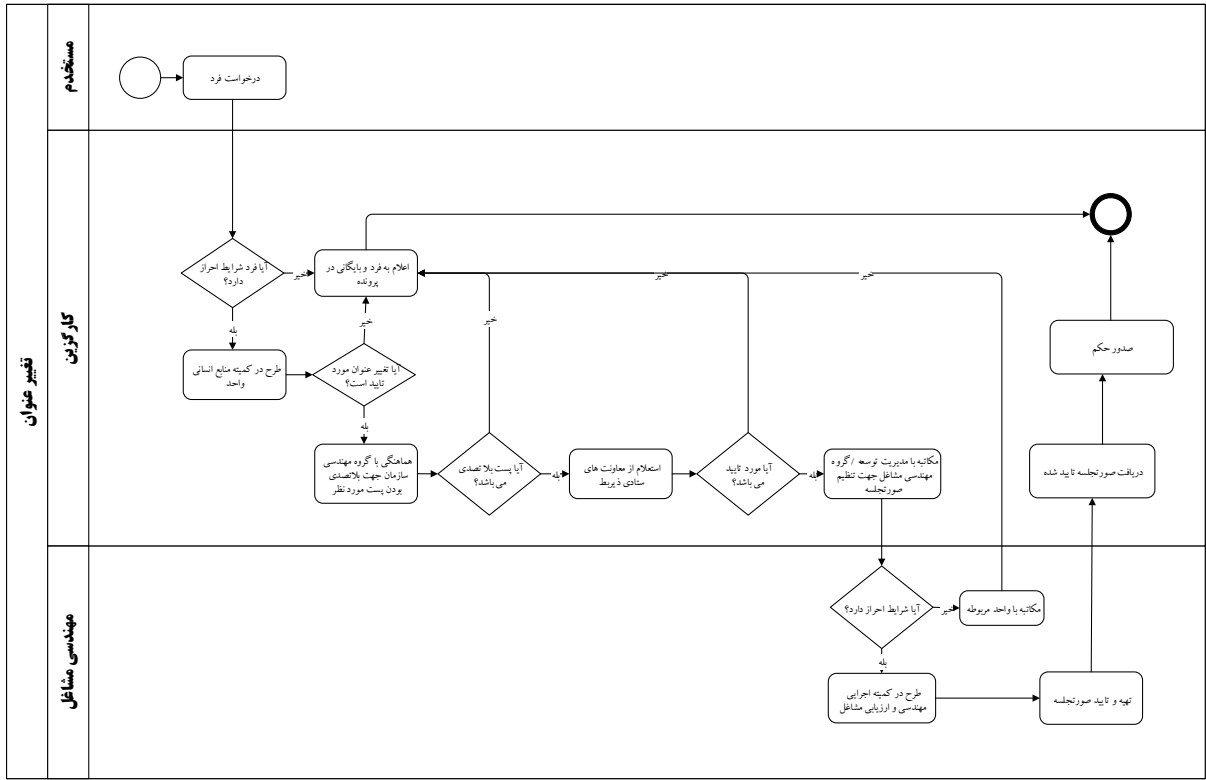 تغییر عنوان
مستخدم
درخواست فرد
کارگزین
آیا فرد شرایط احراز
دارد؟
خیر
بله
اعلام به فرد و بایگانی در
پرونده
طرح در کمیته منابع انسانی
واحد
آیا تغییر عنوان مورد
تایید است؟
خیر
بله
هماهنگی با گروه مهندسی
سازمان جهت بلاتصدی
بودن پست مورد نظر
آیا پست بلا تصدی
می باشد؟
خیر
بله
استعلام از معاونت های
ستادی ذیربط
آیا مورد تایید
می باشد؟
خیر
بله
مکاتبه با مدیریت توسعه /گروه
مهندسی مشاغل جهت تنظیم
صورتجلسه
خیر
صدور حکم
دریافت صورتجلسه تایید شده
مهندسی مشاغل
آیا شرایط احراز دارد؟
خیر
مکاتبه با واحد مربوطه
بله
طرح در کمیته اجرایی
مهندسی و ارزیابی مشاغل
تهیه و تایید صورتجلسه